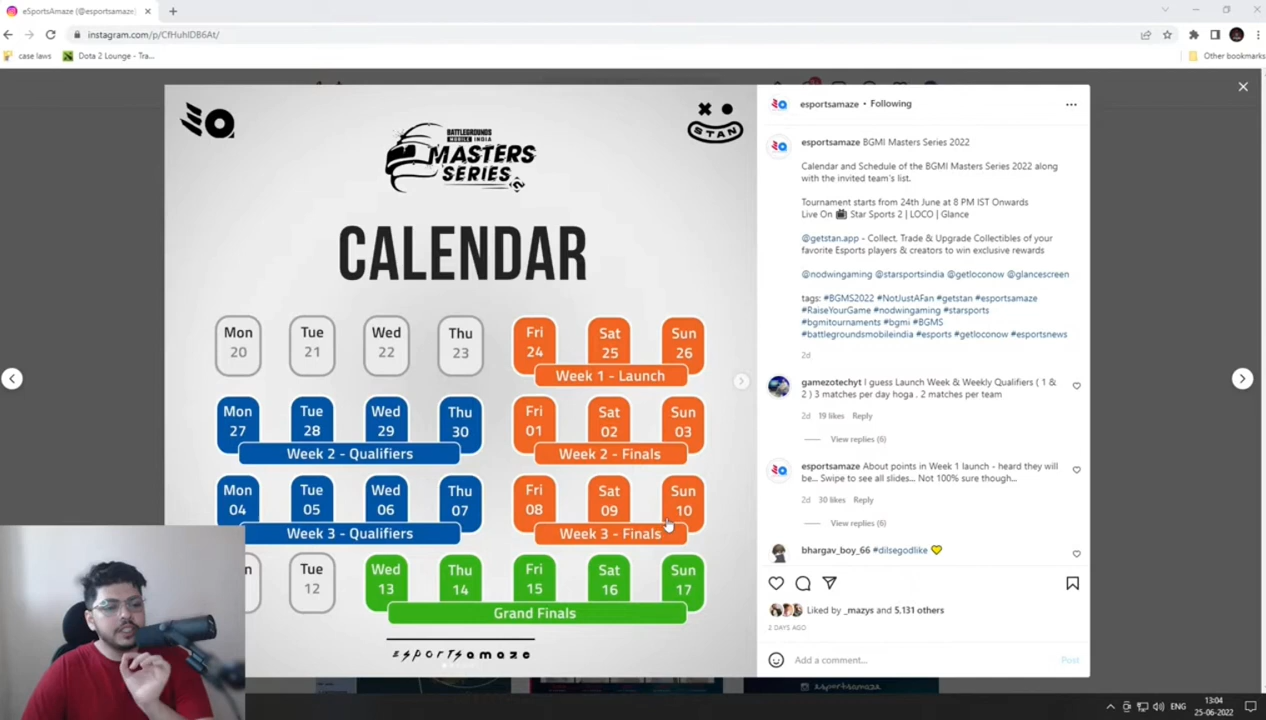 eSportsAmaze (@esportsamaze)
instagram.com/p/CfHuhIDB6At/
case laws
Dota 2 Lounge - Tra...
Other bookmarks
STAN
BATTLEGROUNDS
MOBILE INDIA
MASTERS
SERIES
CALENDAR
Mon 20
Tue 21
Wed 22
Thu 23
Fri 24
Sat 25
Sun 26
Week 1 - Launch
Mon 27
Tue 28
Wed 29
Thu 30
Fri 01
Sat 02
Sun 03
Week 2 - Qualifiers
Week 2 - Finals
Mon 04
Tue 05
Wed 06
Thu 07
Fri 08
Sat 09
Sun 10
Week 3 - Qualifiers
Week 3 - Finals
Tue 12
Wed 13
Thu 14
Fri 15
Sat 16
Sun 17
Grand Finals
esportsamaze
esportsamaze • Following
esportsamaze BGMI Masters Series 2022
Calendar and Schedule of the BGMI Masters Series 2022 along
with the invited team's list.
Tournament starts from 24th June at 8 PM IST Onwards
Live On 📺 Star Sports 2 | LOCO | Glance
@getstan.app - Collect, Trade & Upgrade Collectibles of your
favorite Esports players & creators to win exclusive rewards
@nodwingaming @starsportsindia @getloconow @glancescreen
tags: #BGMS2022 #NotJustAFan #getstan #esportsamaze
#RaiseYourGame #nodwingaming #starsports
#bgmitournaments #bgmi #BGMS
#battlegroundsmobileindia #esports #getloconow #esportsnews
2d
gamezotechyt I guess Launch Week & Weekly Qualifiers ( 1 &
2 ) 3 matches per day hoga . 2 matches per team
2d 19 likes Reply
View replies (6)
esportsamaze About points in Week 1 launch - heard they will
be... Swipe to see all slides... Not 100% sure though...
2d 30 likes Reply
View replies (6)
bhargav_boy_66 #dilsegodlike 💛
Liked by _mazys and 5,131 others
2 DAYS AGO
Add a comment...
Post
esportsamaze
ENG
13:04
25-06-2022